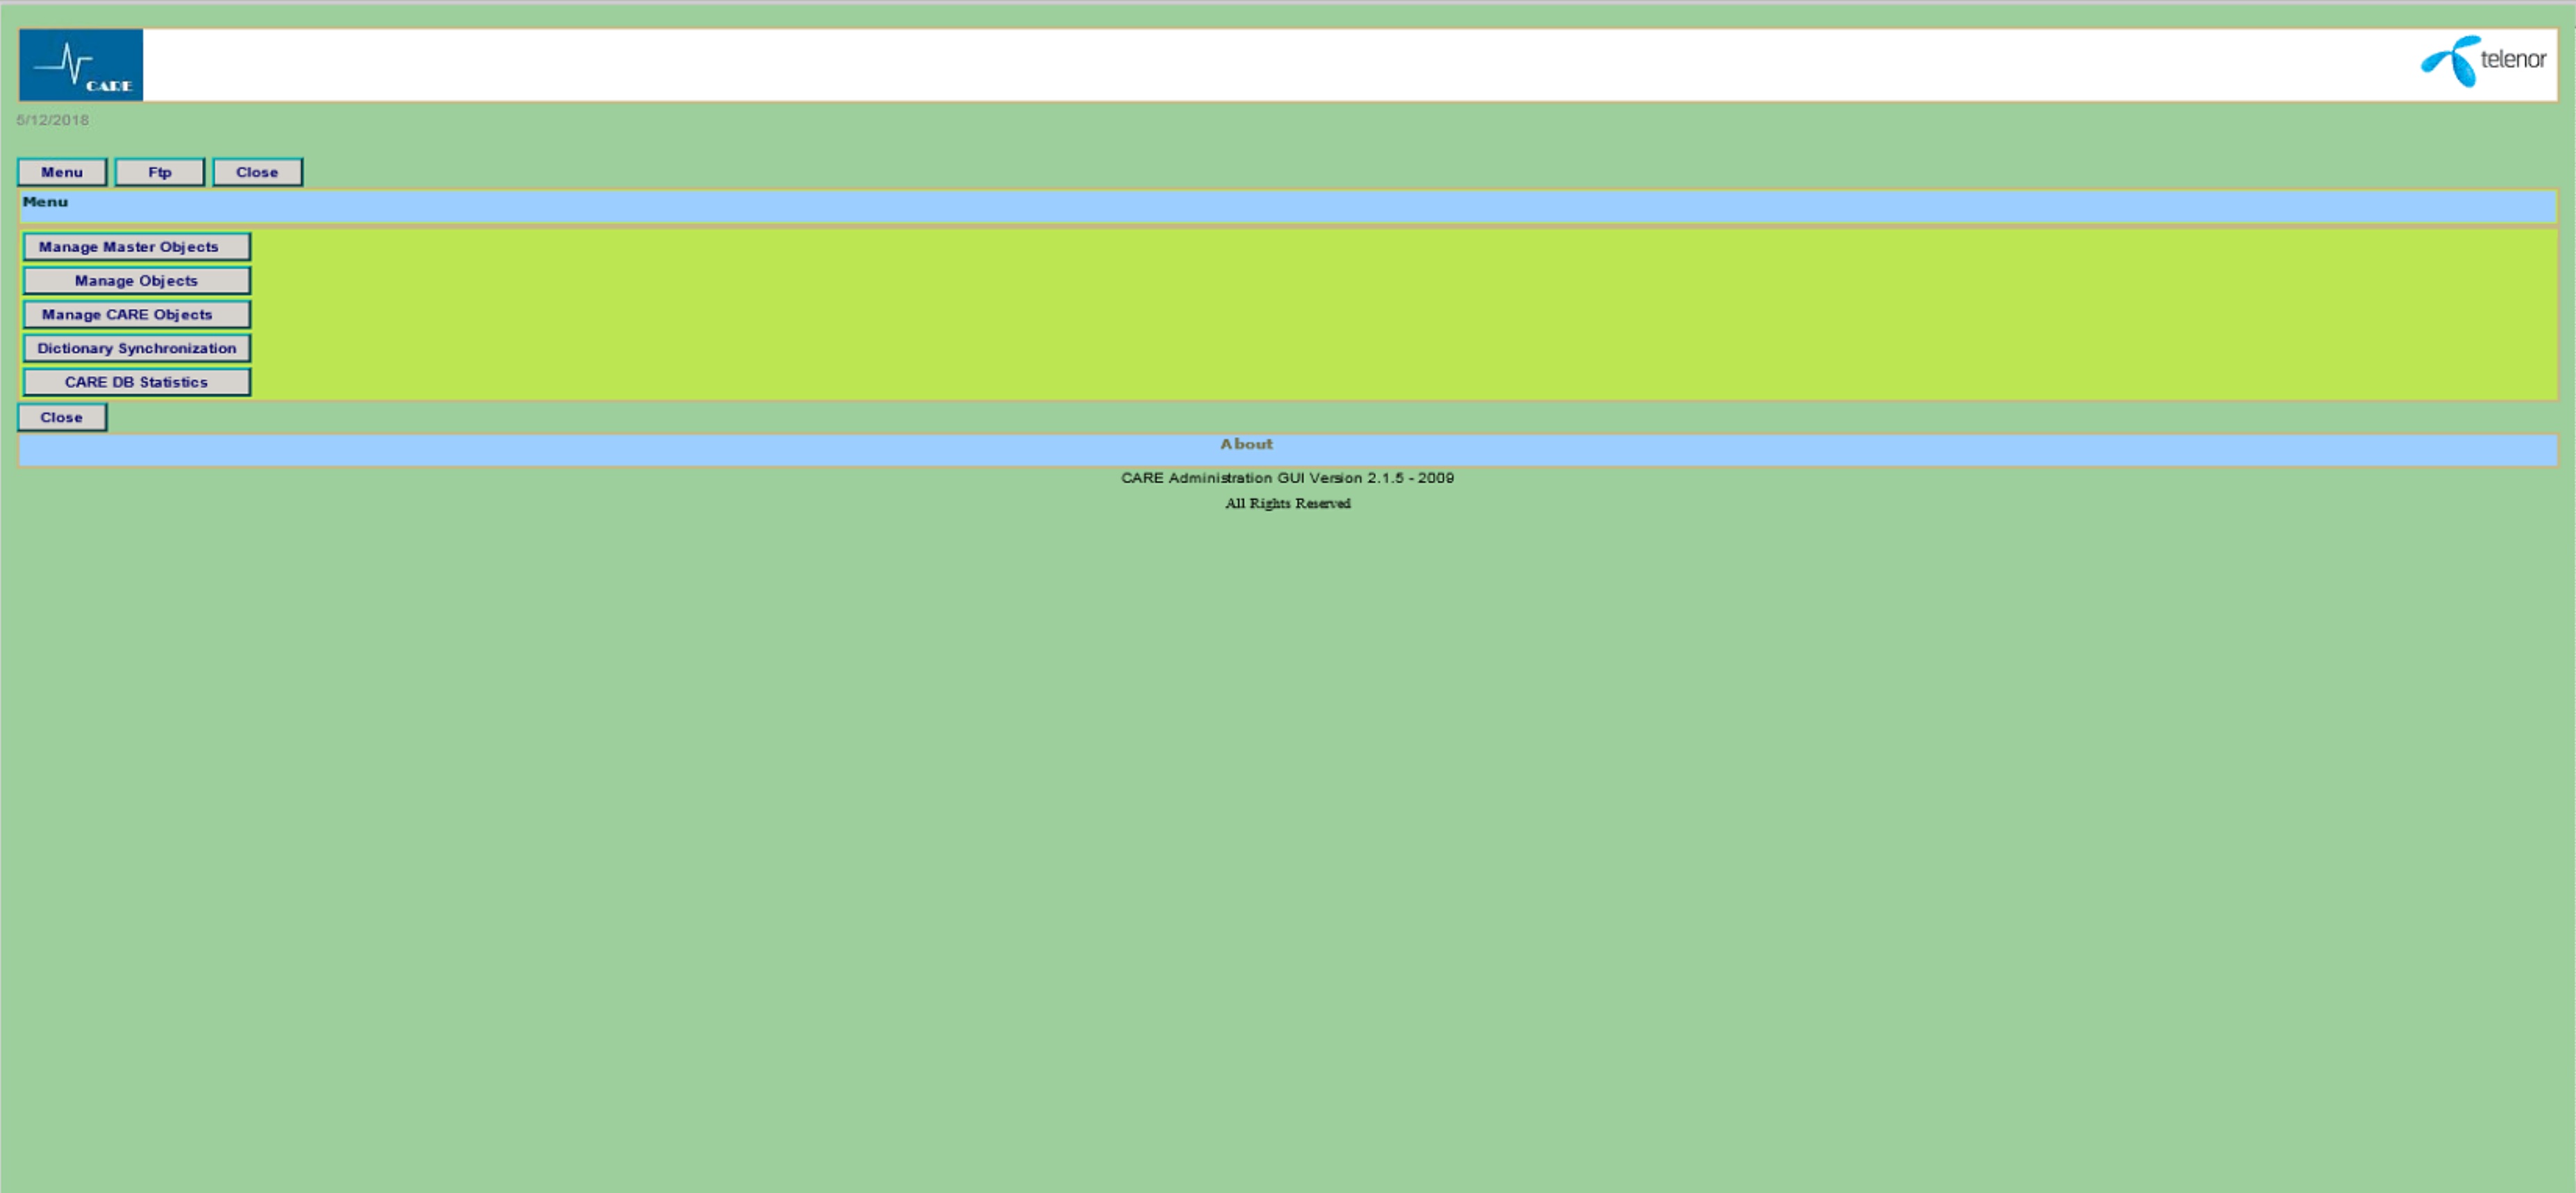 CARE
telenor
5/12/2018
Menu Ftp Close
Menu
Manage Master Objects
Manage Objects
Manage CARE Objects
Dictionary Synchronization
CARE DB Statistics
Close
About
CARE Administration GUI Version 2.1.5 - 2009
All Rights Reserved